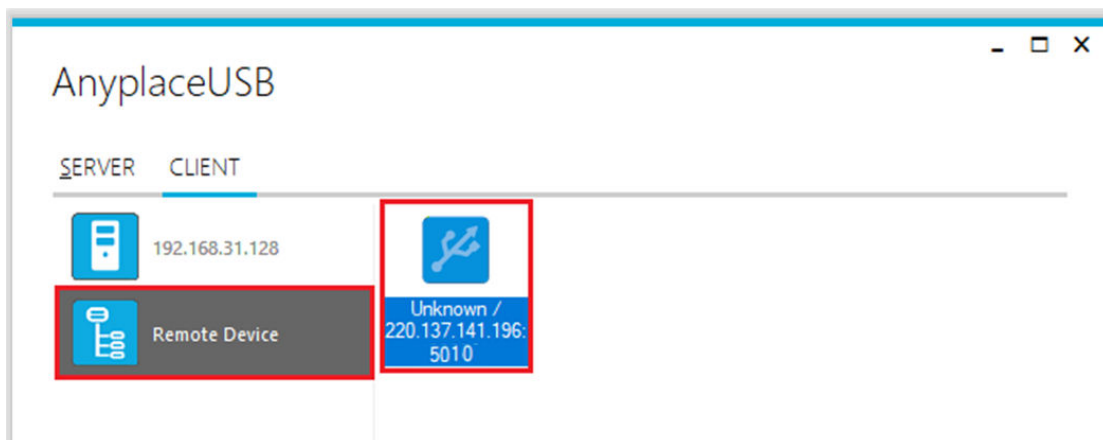 AnyplaceUSB
SERVER CLIENT
192.168.31.128
Remote Device
Unknown /
220.137.141.196:
5010